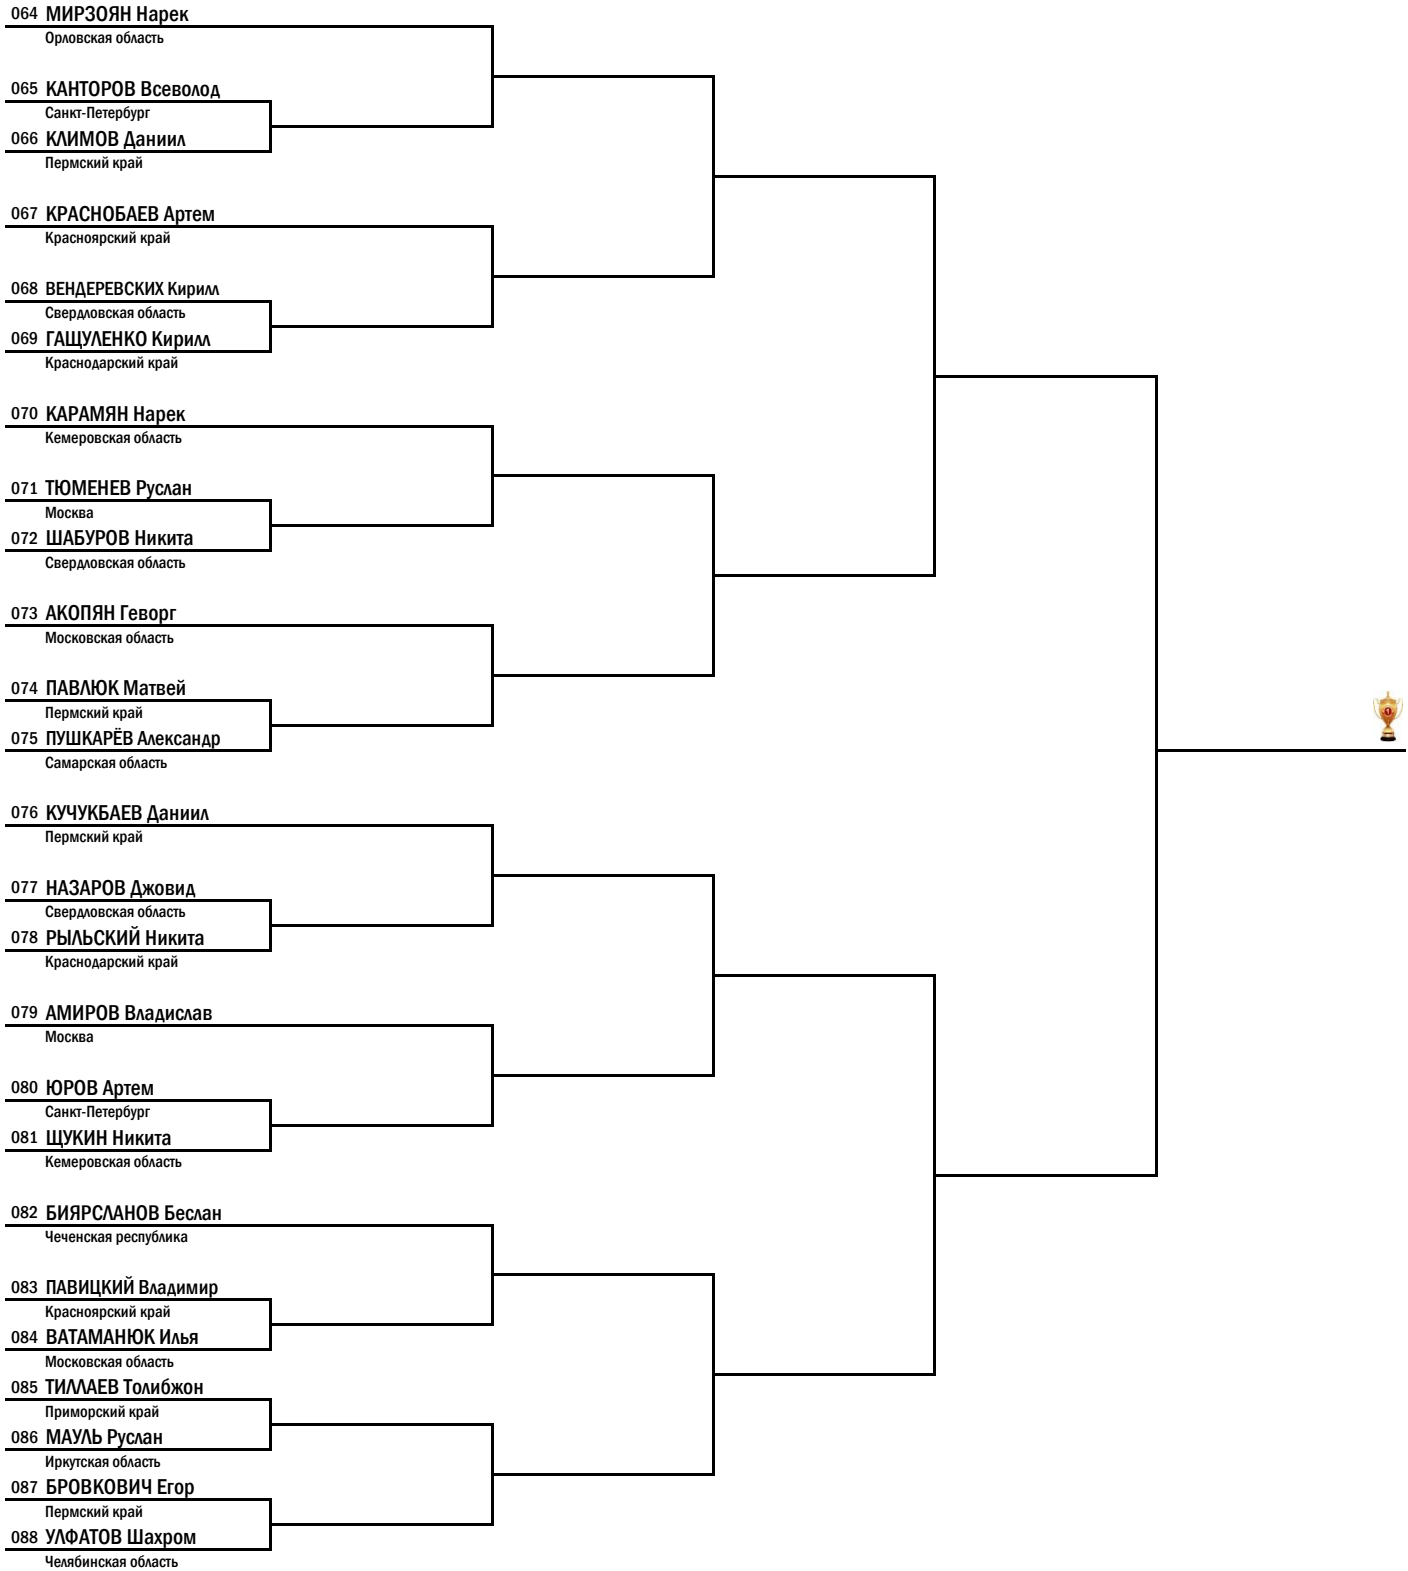 064 МИРЗОЯН Нарек
Орловская область
065 КАНТОРОВ Всеволод
Санкт-Петербург
066 КЛИМОВ Даниил
Пермский край
067 КРАСНОБАЕВ Артем
Красноярский край
068 ВЕНДЕРЕВСКИХ Кирилл
Свердловская область
069 ГАЩУЛЕНКО Кирилл
Краснодарский край
070 КАРАМЯН Нарек
Кемеровская область
071 ТЮМЕНЕВ Руслан
Москва
072 ШАБУРОВ Никита
Свердловская область
073 АКОПЯН Геворг
Московская область
074 ПАВЛЮК Матвей
Пермский край
075 ПУШКАРЁВ Александр
Самарская область
1
076 КУЧУКБАЕВ Даниил
Пермский край
077 НАЗАРОВ Джовид
Свердловская область
078 РЫЛЬСКИЙ Никита
Краснодарский край
079 АМИРОВ Владислав
Москва
080 ЮРОВ Артем
Санкт-Петербург
081 ЩУКИН Никита
Кемеровская область
082 БИЯРСЛАНОВ Беслан
Чеченская республика
083 ПАВИЦКИЙ Владимир
Красноярский край
084 ВАТАМАНЮК Илья
Московская область
085 ТИЛЛАЕВ Толибжон
Приморский край
086 МАУЛЬ Руслан
Иркутская область
087 БРОВКОВИЧ Егор
Пермский край
088 УЛФАТОВ Шахром
Челябинская область